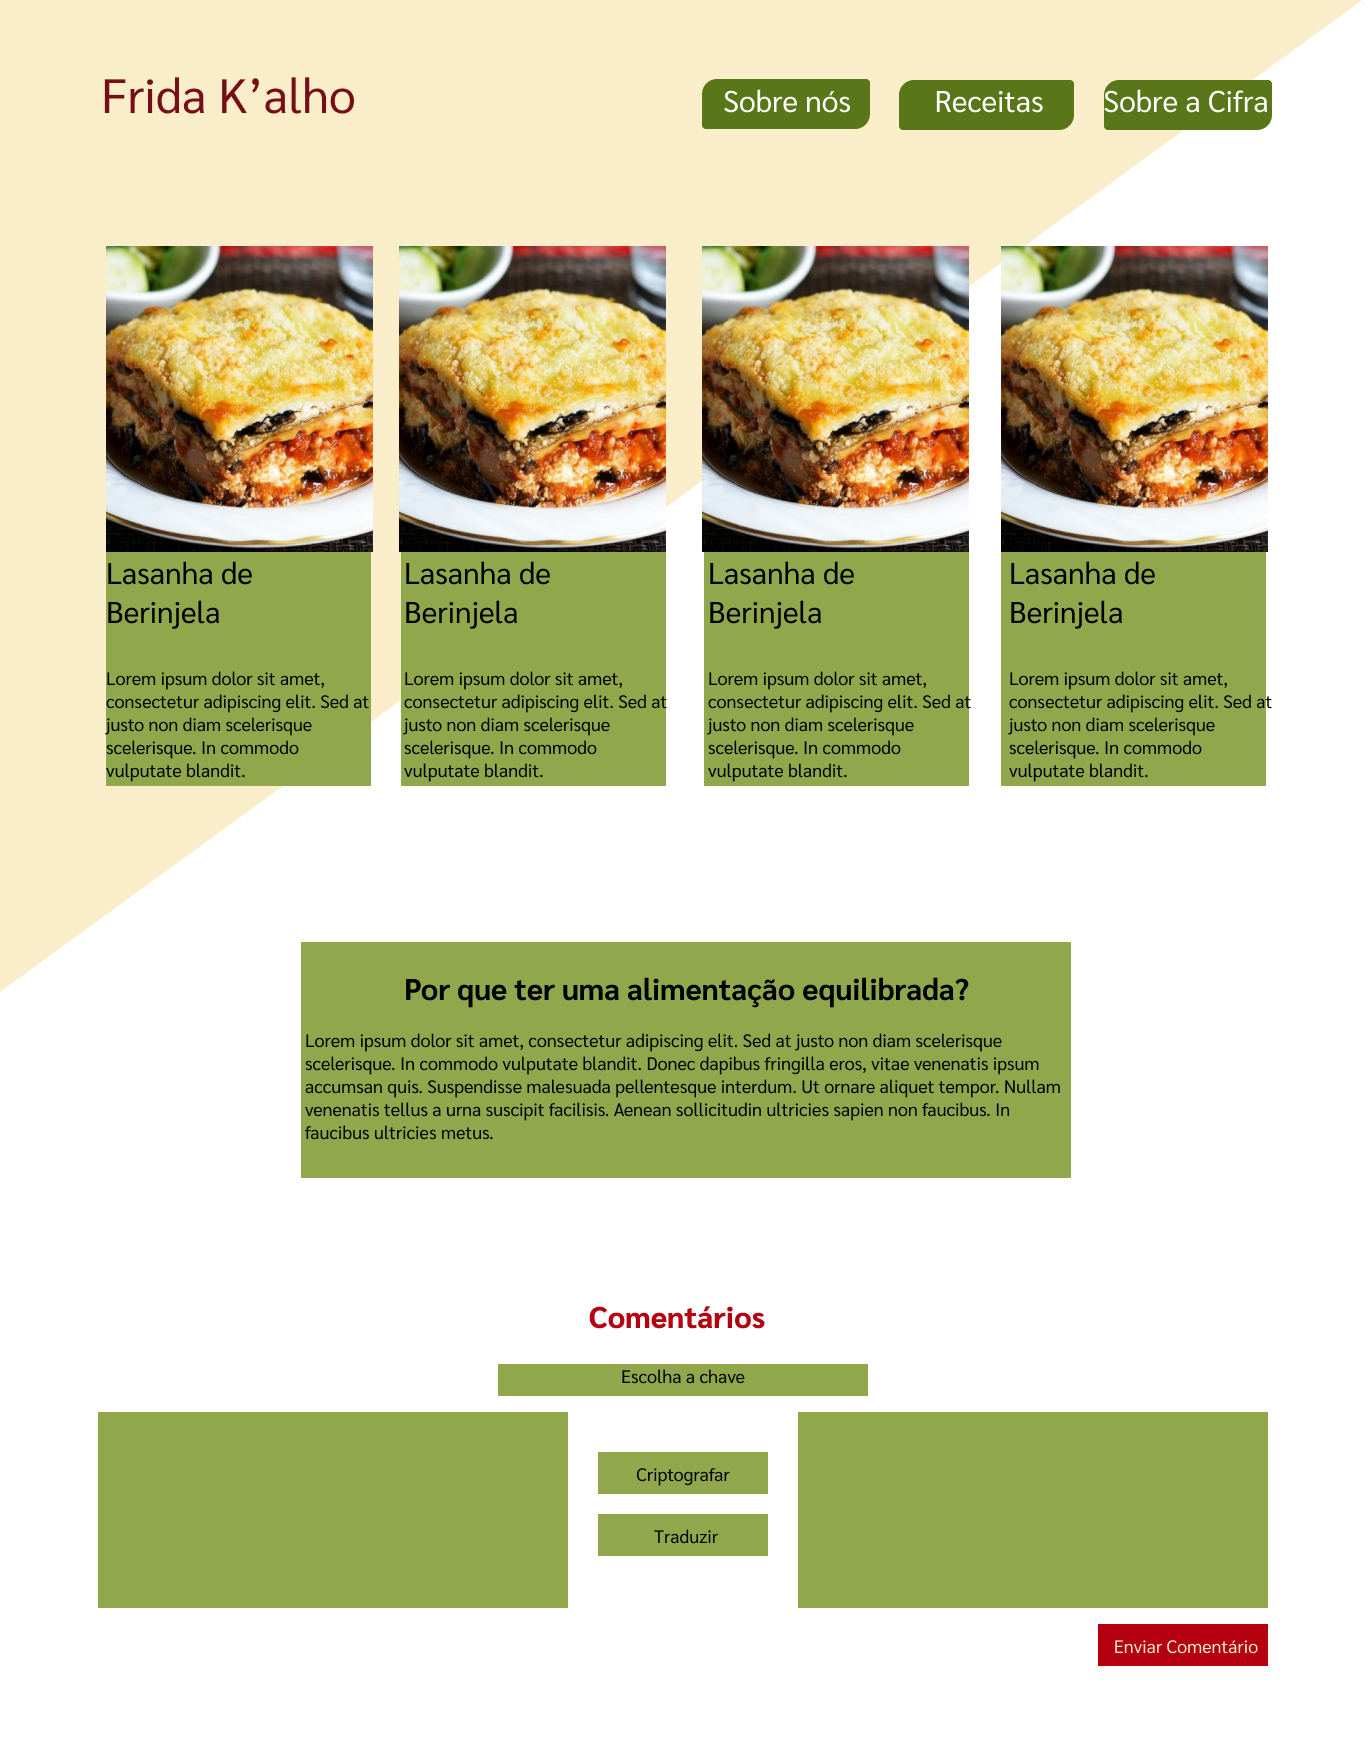 Frida K’alho
Sobre nós
Receitas
Sobre a Cifra
Lasanha de
Berinjela
Lorem ipsum dolor sit amet,
consectetur adipiscing elit. Sed at
justo non diam scelerisque
scelerisque. In commodo
vulputate blandit.
Lasanha de
Berinjela
Lorem ipsum dolor sit amet,
consectetur adipiscing elit. Sed at
justo non diam scelerisque
scelerisque. In commodo
vulputate blandit.
Lasanha de
Berinjela
Lorem ipsum dolor sit amet,
consectetur adipiscing elit. Sed at
justo non diam scelerisque
scelerisque. In commodo
vulputate blandit.
Lasanha de
Berinjela
Lorem ipsum dolor sit amet,
consectetur adipiscing elit. Sed at
justo non diam scelerisque
scelerisque. In commodo
vulputate blandit.
Por que ter uma alimentação equilibrada?
Lorem ipsum dolor sit amet, consectetur adipiscing elit. Sed at justo non diam scelerisque
scelerisque. In commodo vulputate blandit. Donec dapibus fringilla eros, vitae venenatis ipsum
accumsan quis. Suspendisse malesuada pellentesque interdum. Ut ornare aliquet tempor. Nullam
venenatis tellus a urna suscipit facilisis. Aenean sollicitudin ultricies sapien non faucibus. In
faucibus ultricies metus.
Comentários
Escolha a chave
Criptografar
Traduzir
Enviar Comentário